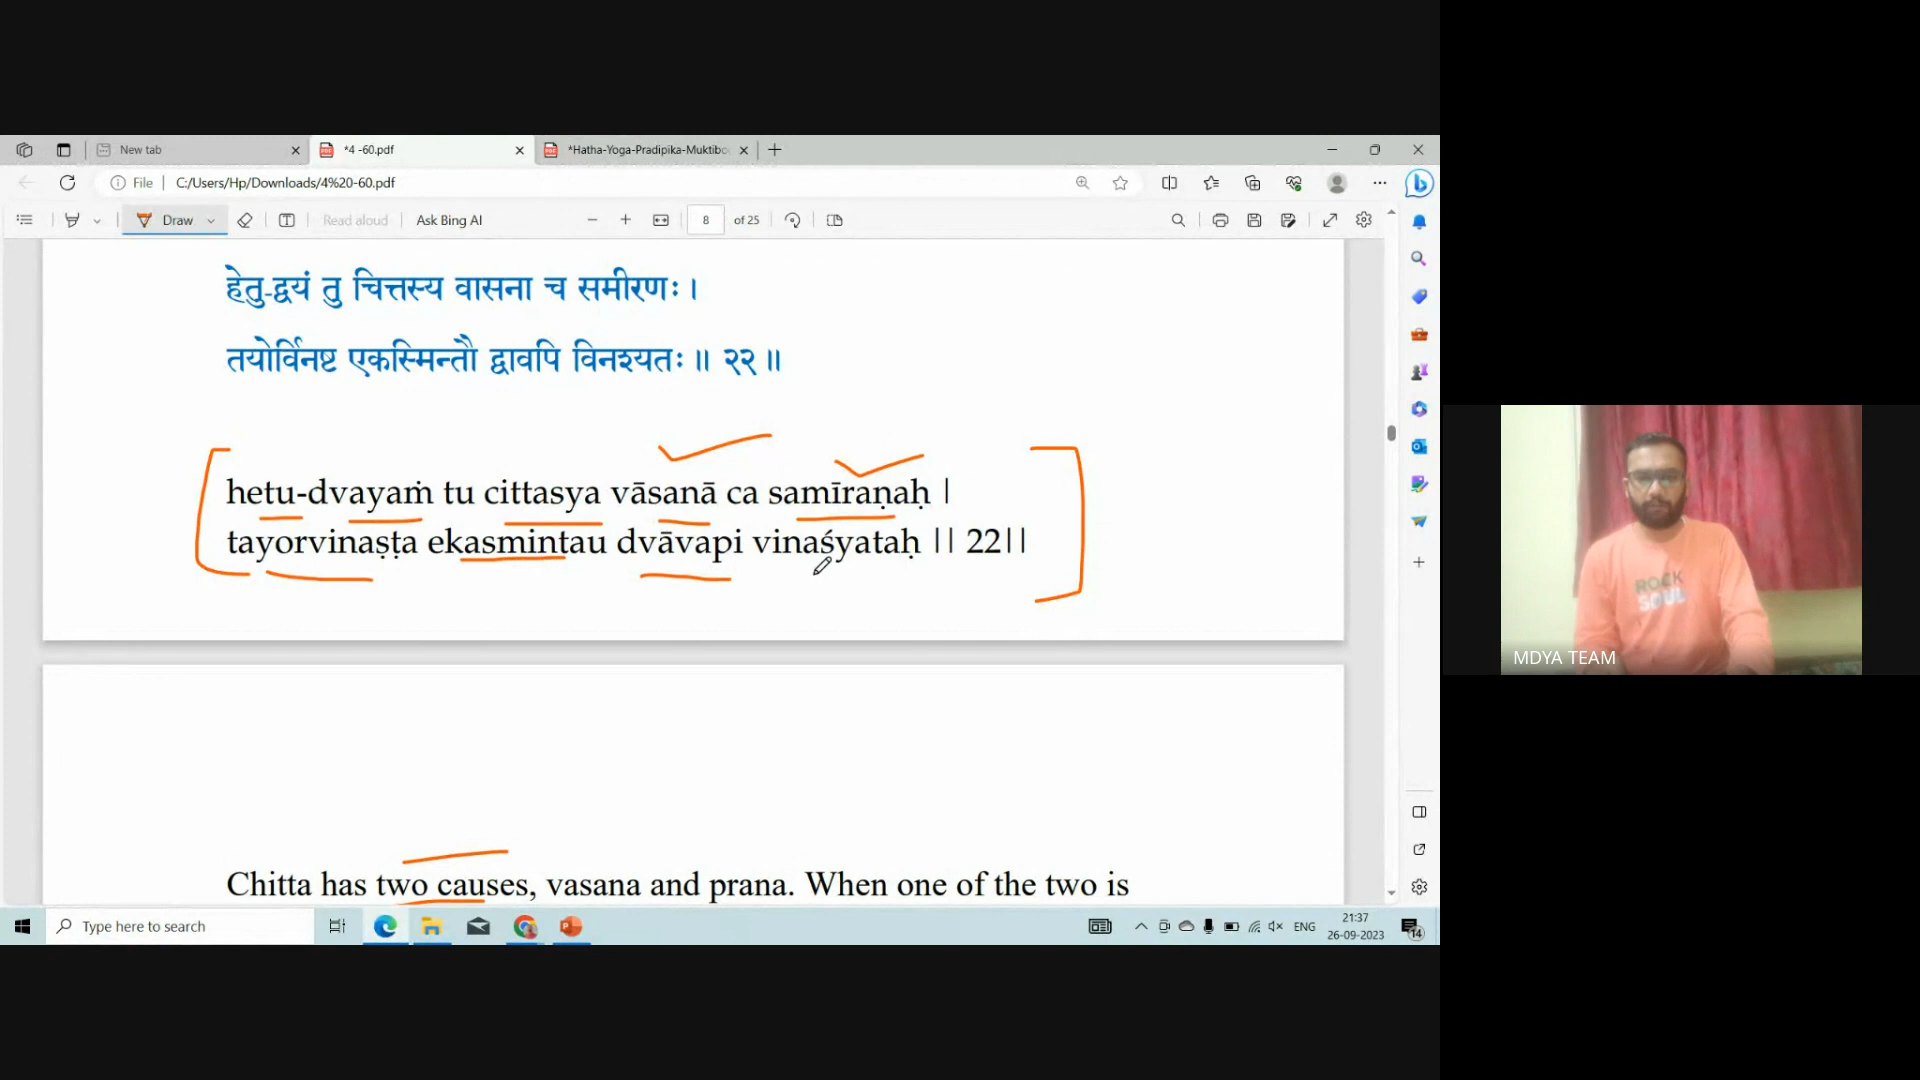 New tab
*4 -60.pdf
*Hatha-Yoga-Pradipika-Muktibo
File
C:/Users/Hp/Downloads/4%20-60.pdf
Draw
Read aloud
Ask Bing AI
8
of 25
हेतु-द्वयं तु चित्तस्य वासना च समीरणः ।
तयोर्विनष्ट एकस्मिन्तौ द्वावपि विनश्यतः ॥ २२ ॥
hetu-dvayaṁ tu cittasya vāsanā ca samīraṇaḥ |
tayorvinaṣṭa ekasmintau dvāvapi vinaśyataḥ || 22||
ROCK
SOUL
MDYA TEAM
Chitta has two causes, vasana and prana. When one of the two is
Type here to search
ENG
21:37
26-09-2023
14